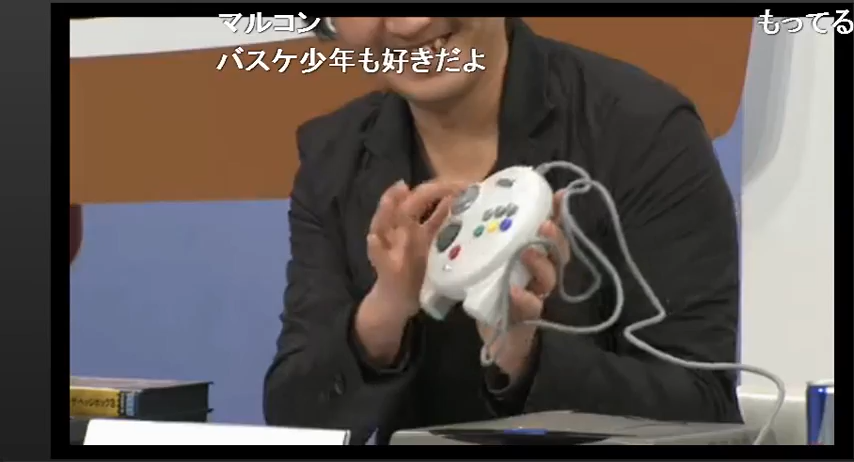 マルコン
もってる
バスケ少年も好きだよ